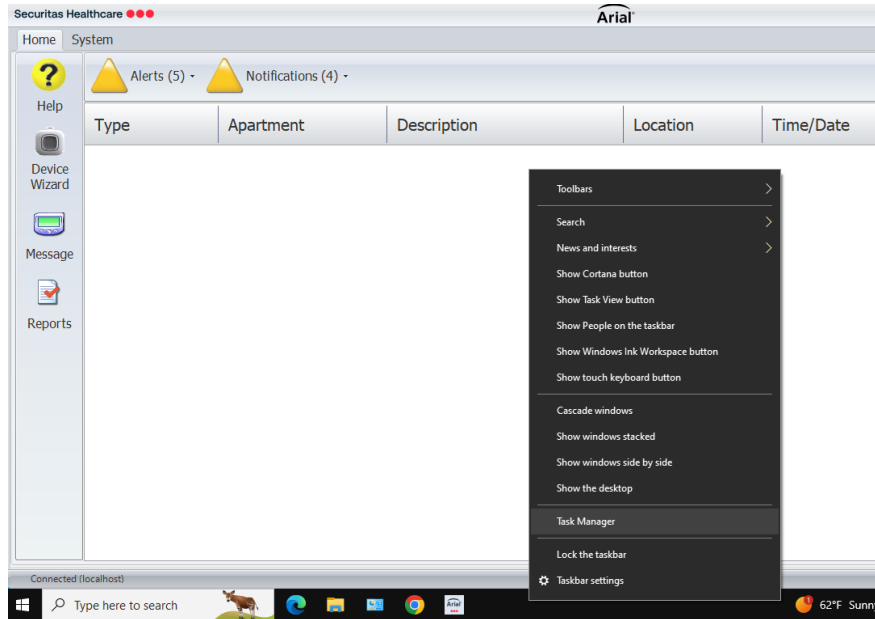 Securitas Healthcare
Arial
Home System
Alerts (5)
Notifications (4)
Help
Device
Wizard
Message
Reports
Type Apartment Description Location Time/Date
Toolbars
Search
News and interests
Show Cortana button
Show Task View button
Show People on the taskbar
Show Windows Ink Workspace button
Show touch keyboard button
Cascade windows
Show windows stacked
Show windows side by side
Show the desktop
Task Manager
Lock the taskbar
Taskbar settings
Connected (localhost)
Type here to search
Arial
1
62°F Sunny